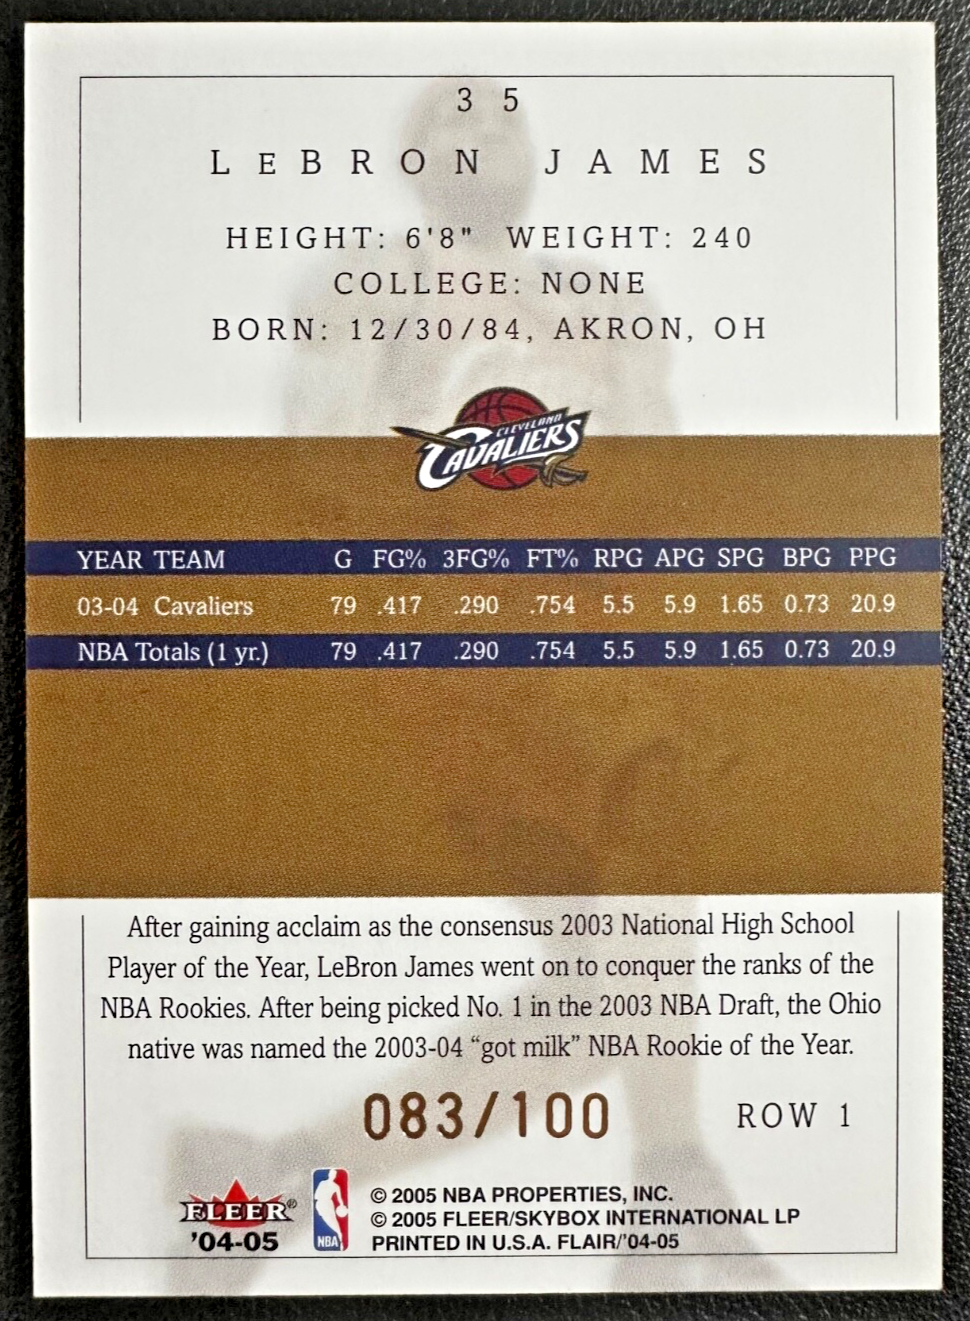 35
LEBRON JAMES
HEIGHT: 6'8" WEIGHT: 240
COLLEGE: NONE
BORN: 12/30/84, AKRON, OH
CLEVELAND
CAVALIERS
YEAR TEAM G FG% 3FG% FT% RPG APG SPG BPG PPG
03-04 Cavaliers 79 .417 .290 .754 5.5 5.9 1.65 0.73 20.9
NBA Totals (1 yr.) 79 .417 .290 .754 5.5 5.9 1.65 0.73 20.9
After gaining acclaim as the consensus 2003 National High School
Player of the Year, LeBron James went on to conquer the ranks of the
NBA Rookies. After being picked No. 1 in the 2003 NBA Draft, the Ohio
native was named the 2003-04 “got milk” NBA Rookie of the Year.
083/100 ROW 1
FLEER®
'04-05
NBA
© 2005 NBA PROPERTIES, INC.
© 2005 FLEER/SKYBOX INTERNATIONAL LP
PRINTED IN U.S.A. FLAIR/'04-05